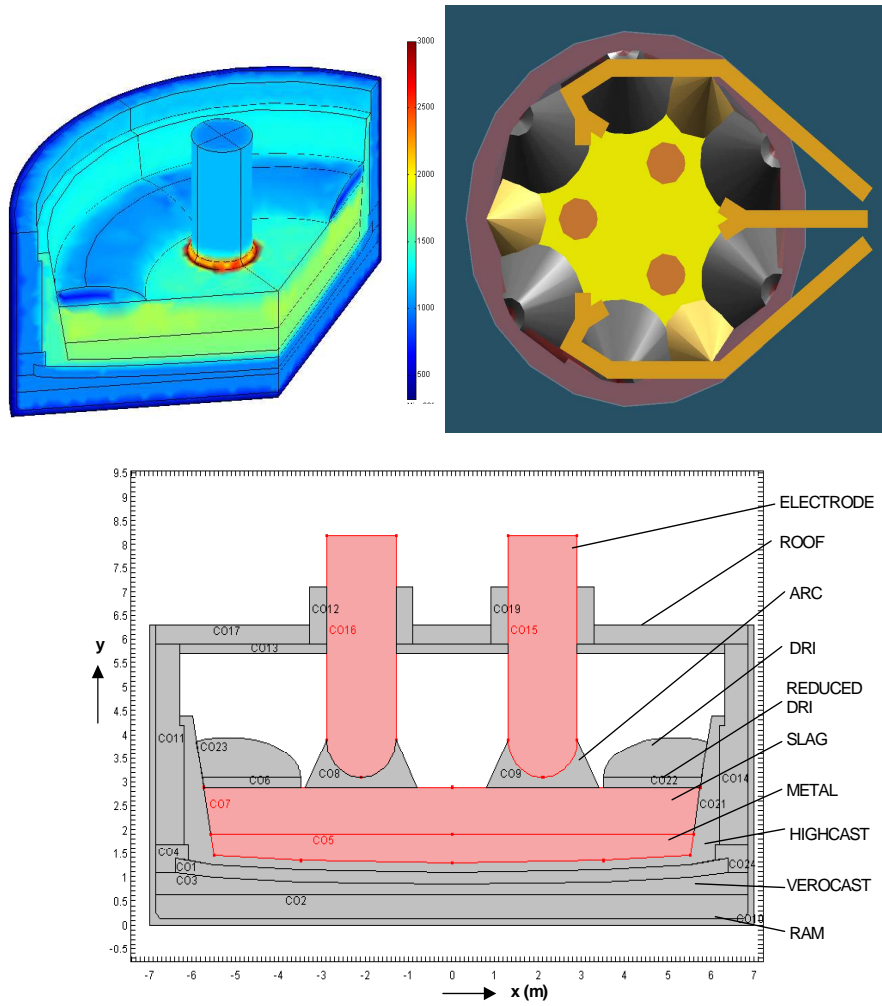 3000
2500
2000
1500
1000
500
9.5
9
8.5
8
7.5
7
6.5
6
5.5
5
4.5
4
3.5
3
2.5
2
1.5
1
0.5
0
-0.5
y
CO12
CO19
CO17
CO16
CO15
CO13
CO11
CO23
CO14
CO8
CO9
CO6
CO22
CO7
CO21
CO5
CO4
CO1
CO24
CO3
CO2
CO10
ELECTRODE
ROOF
ARC
DRI
REDUCED
DRI
SLAG
METAL
HIGHCAST
VEROCAST
RAM
-7 -6 -5 -4 -3 -2 -1 0 1 2 3 4 5 6 7
x (m)